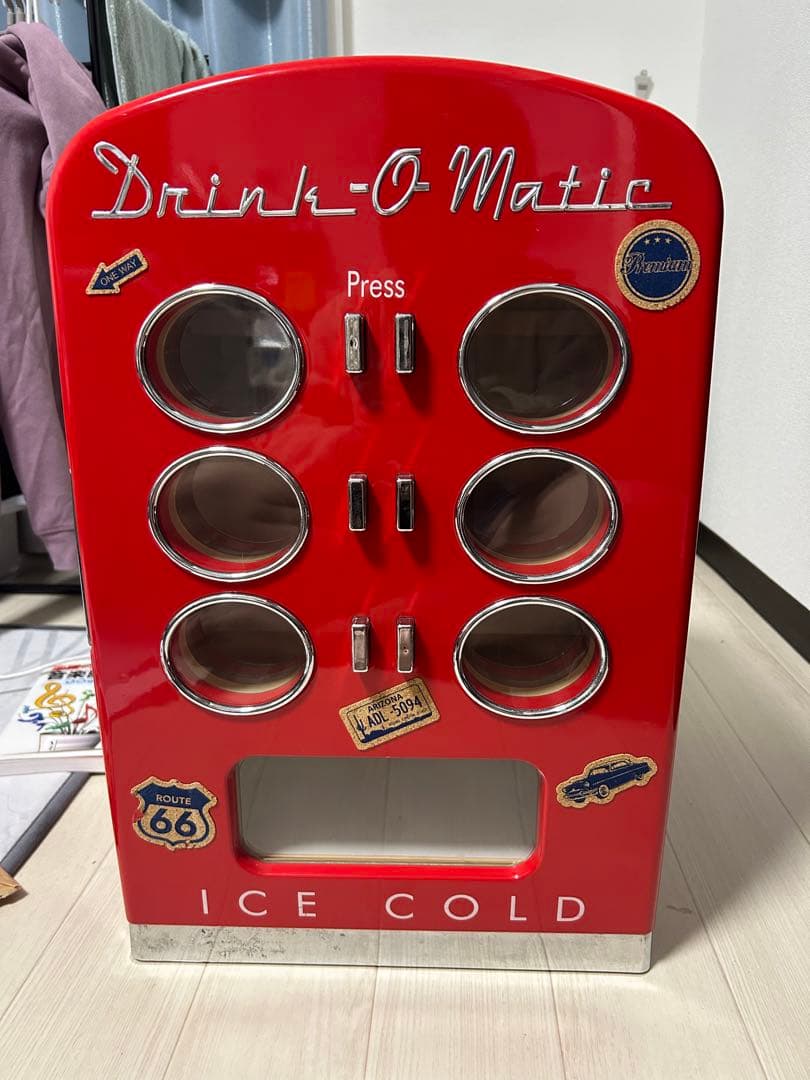 Drink-O Matic
ONE WAY
Premium
Press
ARIZONA
ADL-5094
ROUTE
66
ICE COLD